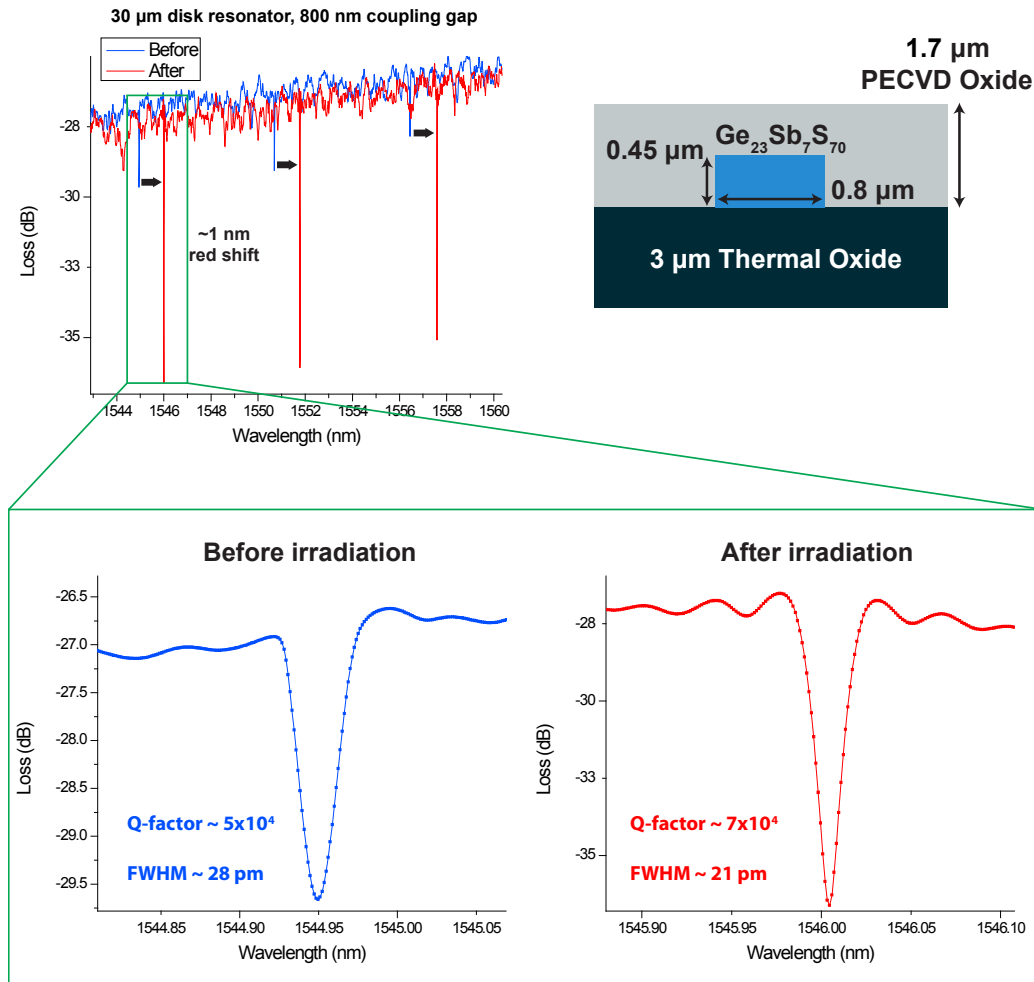 30 µm disk resonator, 800 nm coupling gap
Before
After
-28
-30
-33
-35
Loss (dB)
~1 nm
red shift
1544 1546 1548 1550 1552 1554 1556 1558 1560
Wavelength (nm)
1.7 µm
PECVD Oxide
Ge₂₃Sb₇S₇₀
0.45 µm
0.8 µm
3 µm Thermal Oxide
Before irradiation
-26.5
-27.0
-27.5
-28.0
-28.5
-29.0
-29.5
Loss (dB)
Q-factor ~ 5x10⁴
FWHM ~ 28 pm
1544.85 1544.90 1544.95 1545.00 1545.05
Wavelength (nm)
After irradiation
-28
-30
-33
-35
Loss (dB)
Q-factor ~ 7x10⁴
FWHM ~ 21 pm
1545.90 1545.95 1546.00 1546.05 1546.10
Wavelength (nm)